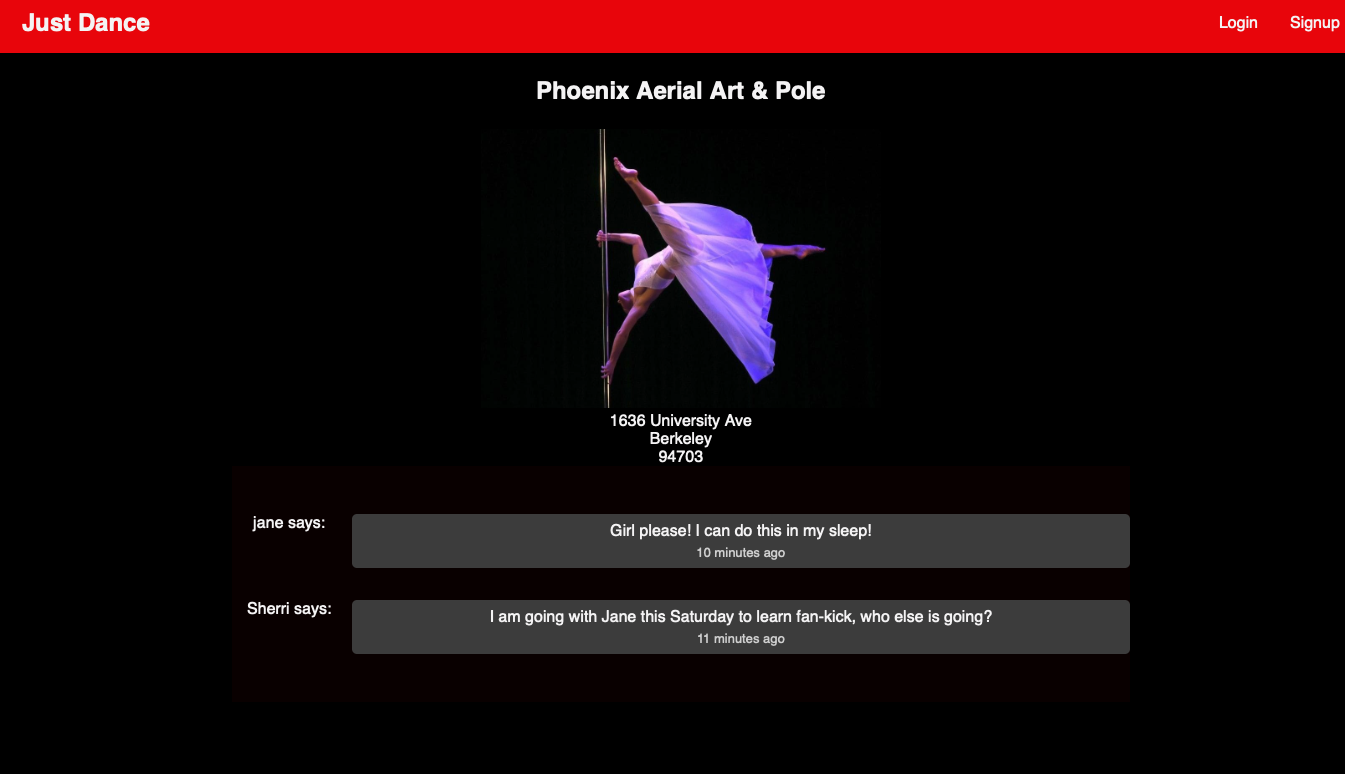 Just Dance
Login Signup
Phoenix Aerial Art & Pole
1636 University Ave
Berkeley
94703
jane says:
Girl please! I can do this in my sleep!
10 minutes ago
Sherri says:
I am going with Jane this Saturday to learn fan-kick, who else is going?
11 minutes ago